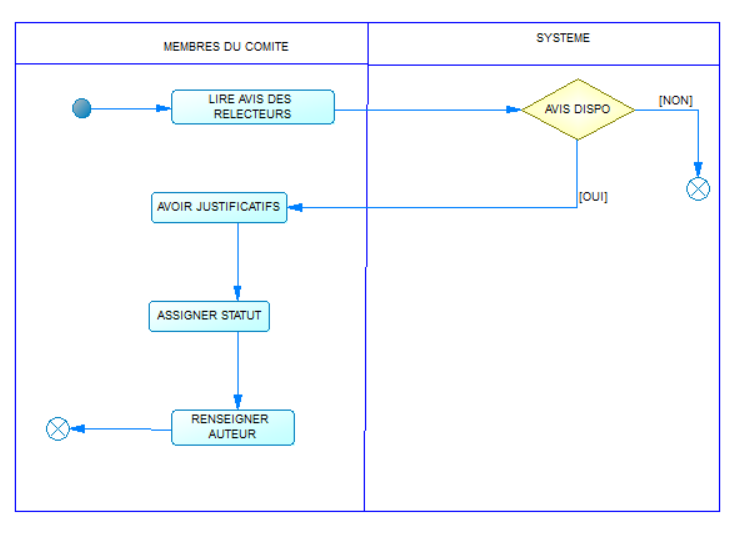 MEMBRES DU COMITE
SYSTEME
LIRE AVIS DES
RELECTEURS
AVIS DISPO
[NON]
[OUI]
AVOIR JUSTIFICATIFS
ASSIGNER STATUT
RENSEIGNER
AUTEUR